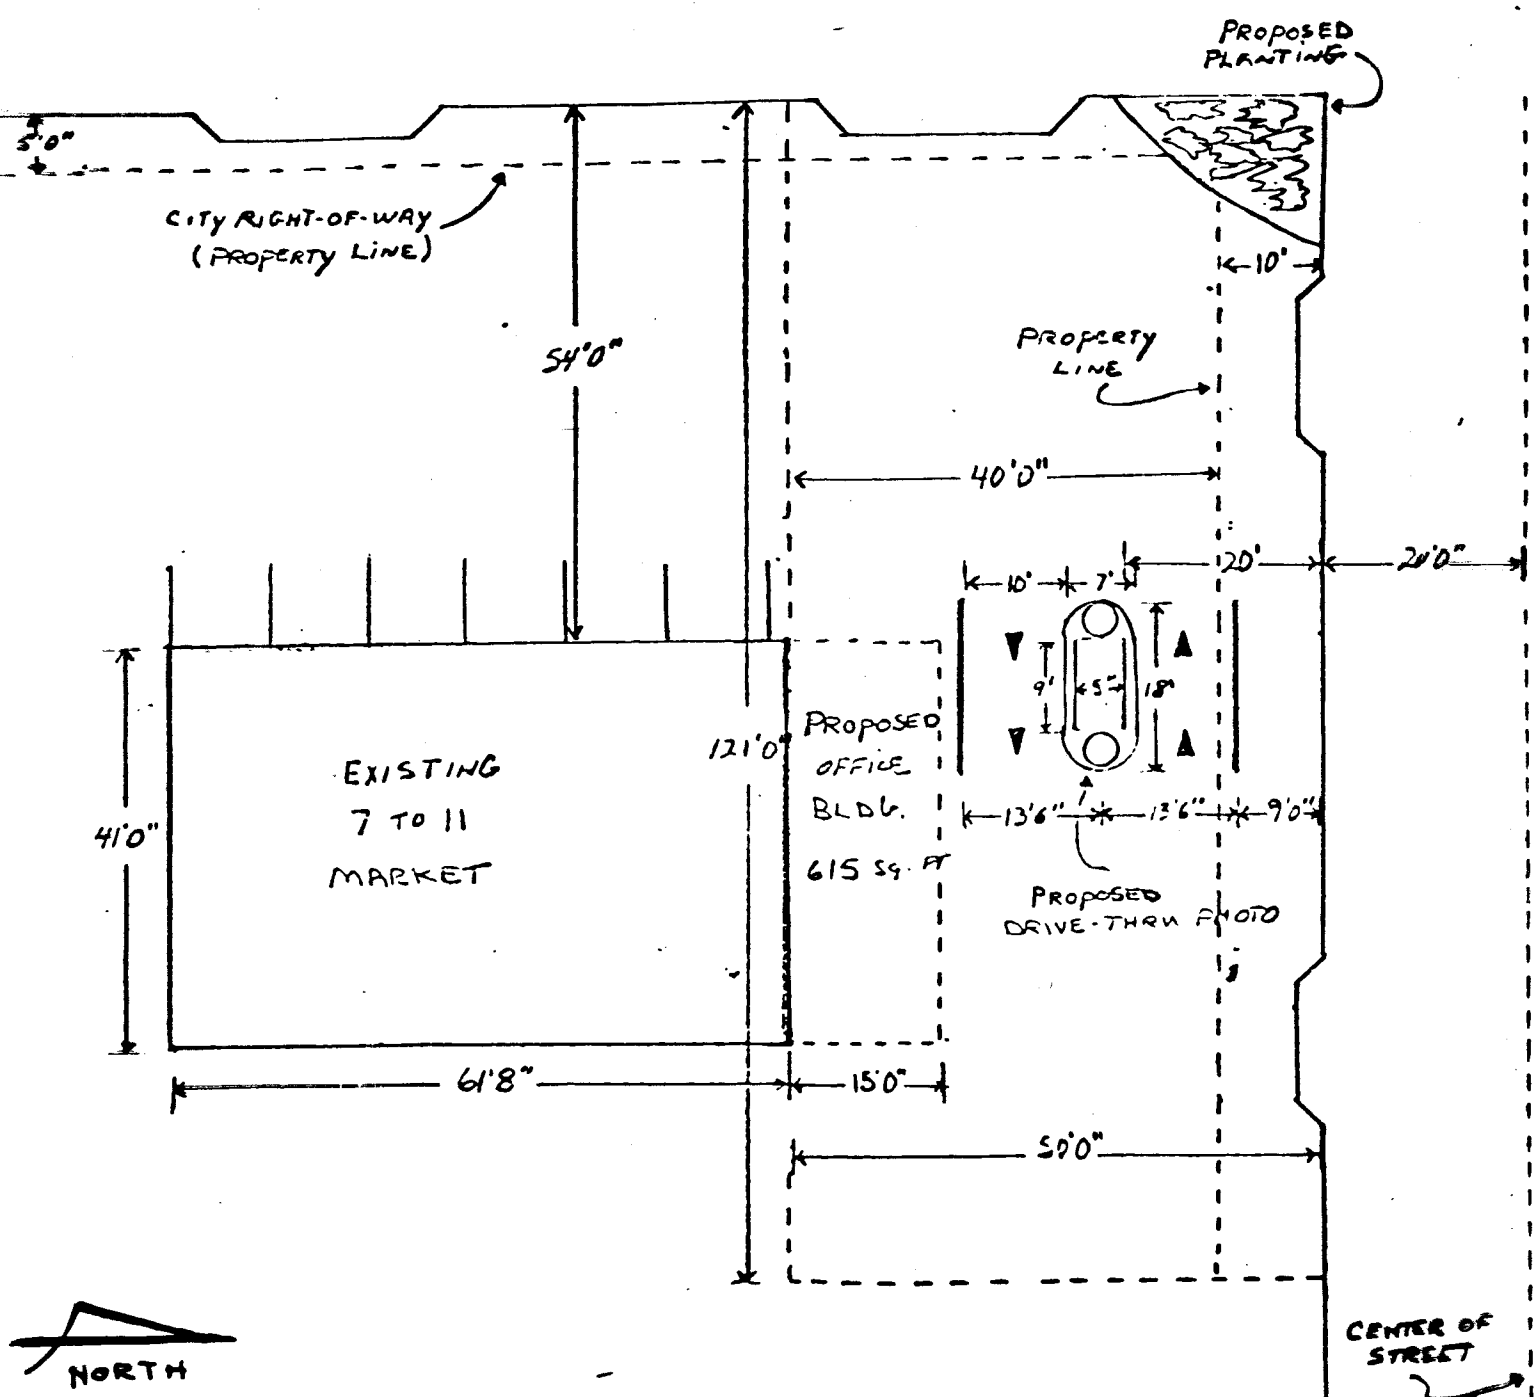 PROPOSED
PLANTING
5'0"
CITY RIGHT-OF-WAY
(PROPERTY LINE)
10'
54'0"
PROPERTY
LINE
40'0"
20'
10'
7'
9'
5"
18'
121'0"
PROPOSED
OFFICE
BLDG.
615 SQ. FT
EXISTING
7 TO 11
MARKET
41'0"
13'6"
13'6"
9'0"
PROPOSED
DRIVE-THRU PHOTO
61'8"
15'0"
50'0"
NORTH
CENTER OF
STREET